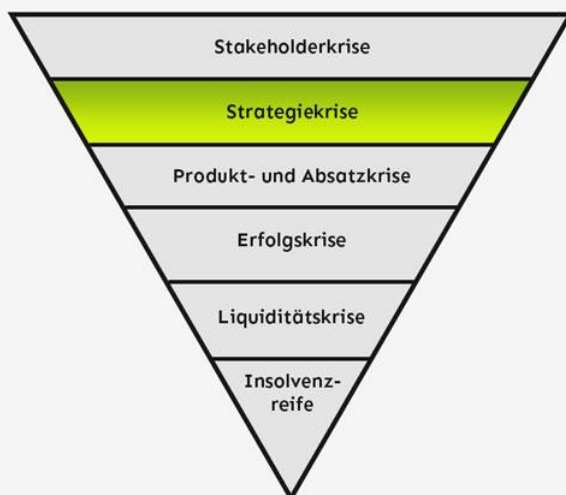 Stakeholderkrise
Strategiekrise
Produkt- und Absatzkrise
Erfolgskrise
Liquiditätskrise
Insolvenz-
reife